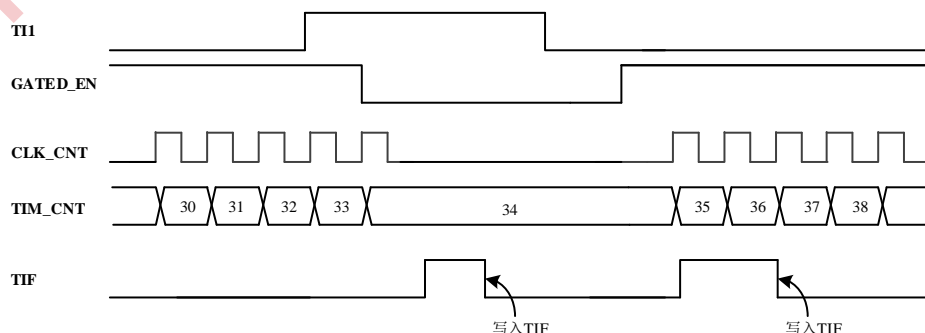 TI1
GATED_EN
CLK_CNT
TIM_CNT 30 31 32 33 34 35 36 37 38
TIF
写入TIF 写入TIF